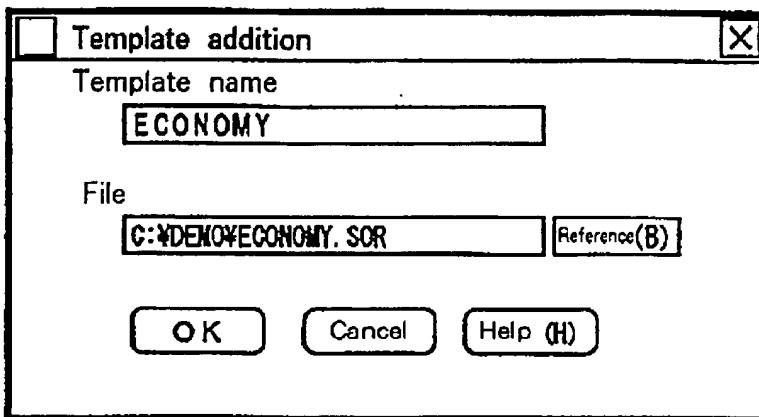 Template addition
Template name
ECONOMY
File
C:¥DEMO¥ECONOMY.SOR Reference(B)
OK Cancel Help (H)